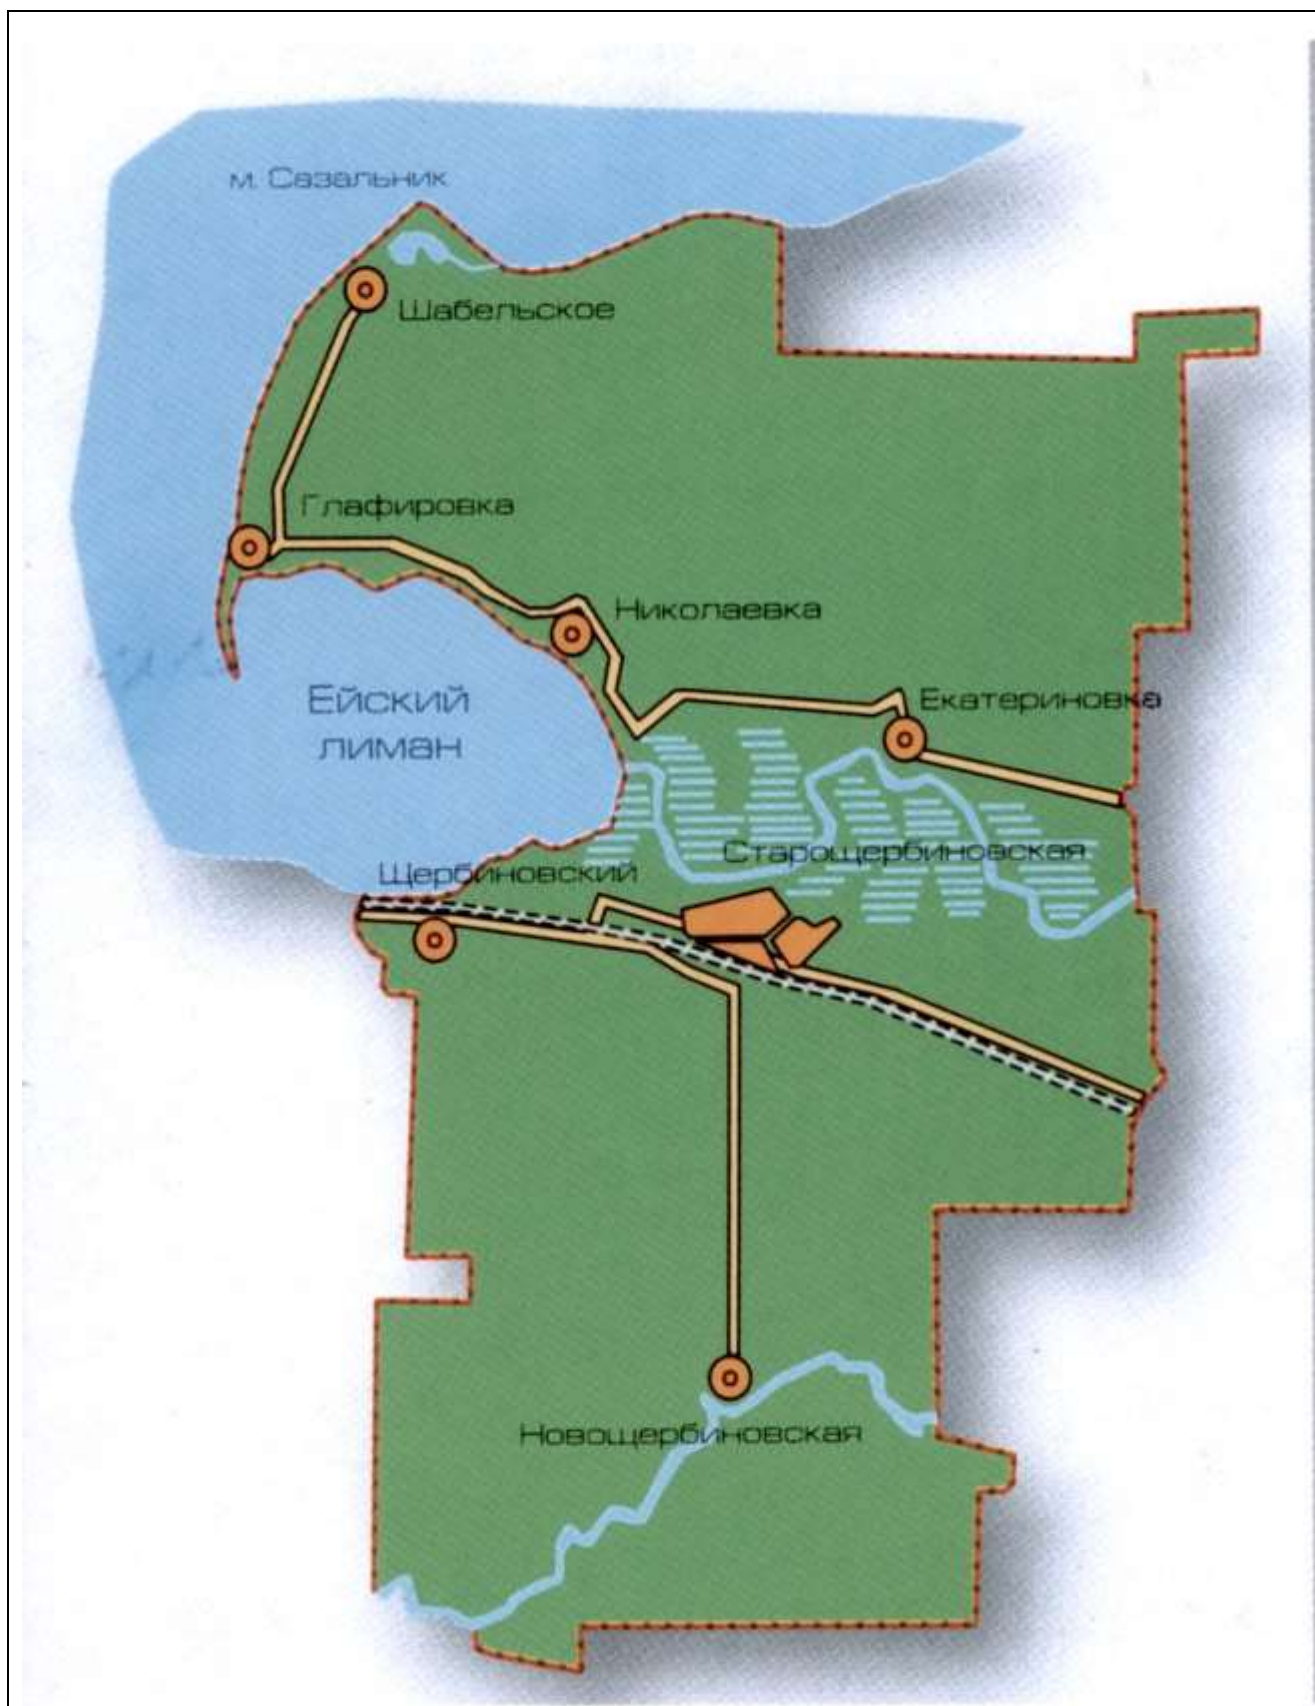 м. Сазальник
Шабельское
Глафировка
Николаевка
Ейский
лиман
Екатериновка
Старощербиновская
Щербиновский
Новощербиновская